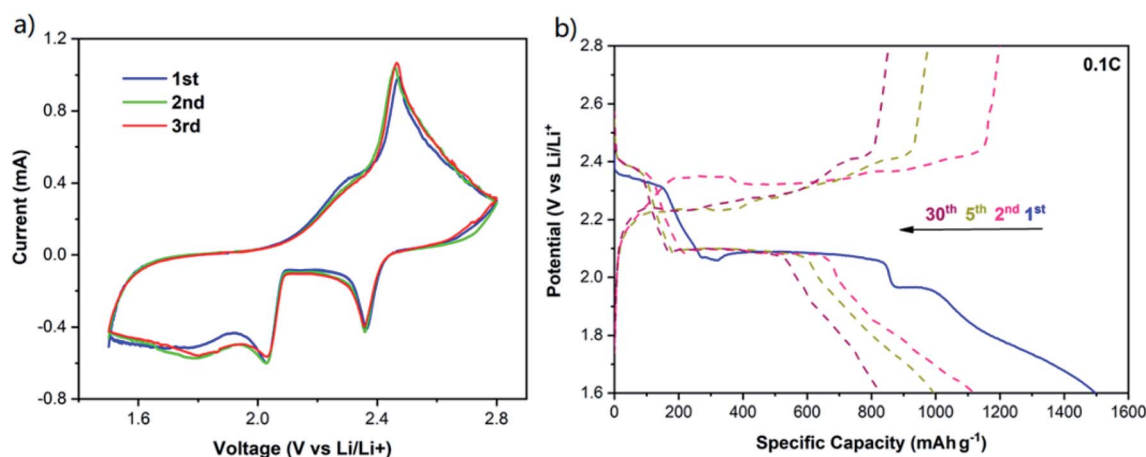 a)
1.2
0.8
0.4
0.0
-0.4
-0.8
Current (mA)
1st
2nd
3rd
1.6 2.0 2.4 2.8
Voltage (V vs Li/Li+)
b)
2.8
2.6
2.4
2.2
2.0
1.8
1.6
Potential (V vs Li/Li⁺)
0.1C
30ᵗʰ 5ᵗʰ 2ⁿᵈ 1ˢᵗ
0 200 400 600 800 1000 1200 1400 1600
Specific Capacity (mAh g⁻¹)